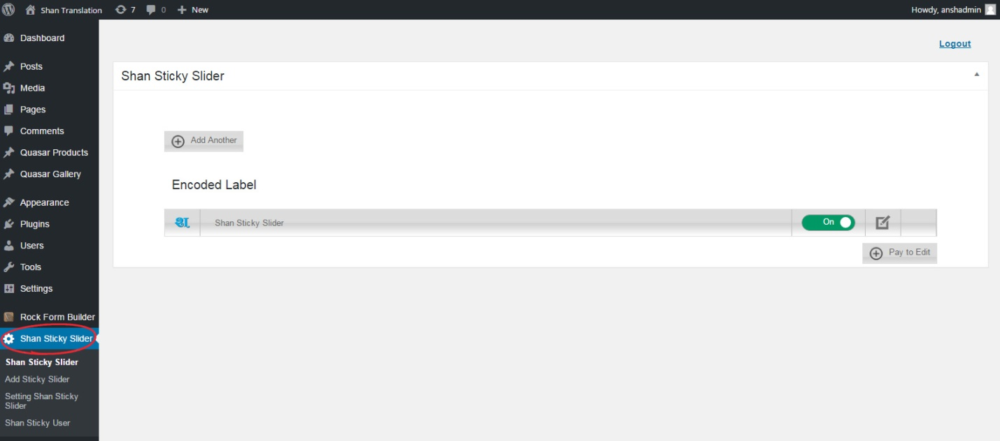 Shan Translation 7 0 New Howdy, anshadmin
Dashboard
Posts
Media
Pages
Comments
Quasar Products
Quasar Gallery
Appearance
Plugins
Users
Tools
Settings
Rock Form Builder
Shan Sticky Slider
Shan Sticky Slider
Add Sticky Slider
Setting Shan Sticky
Slider
Shan Sticky User
Logout
Shan Sticky Slider
Add Another
Encoded Label
श Shan Sticky Slider On
Pay to Edit